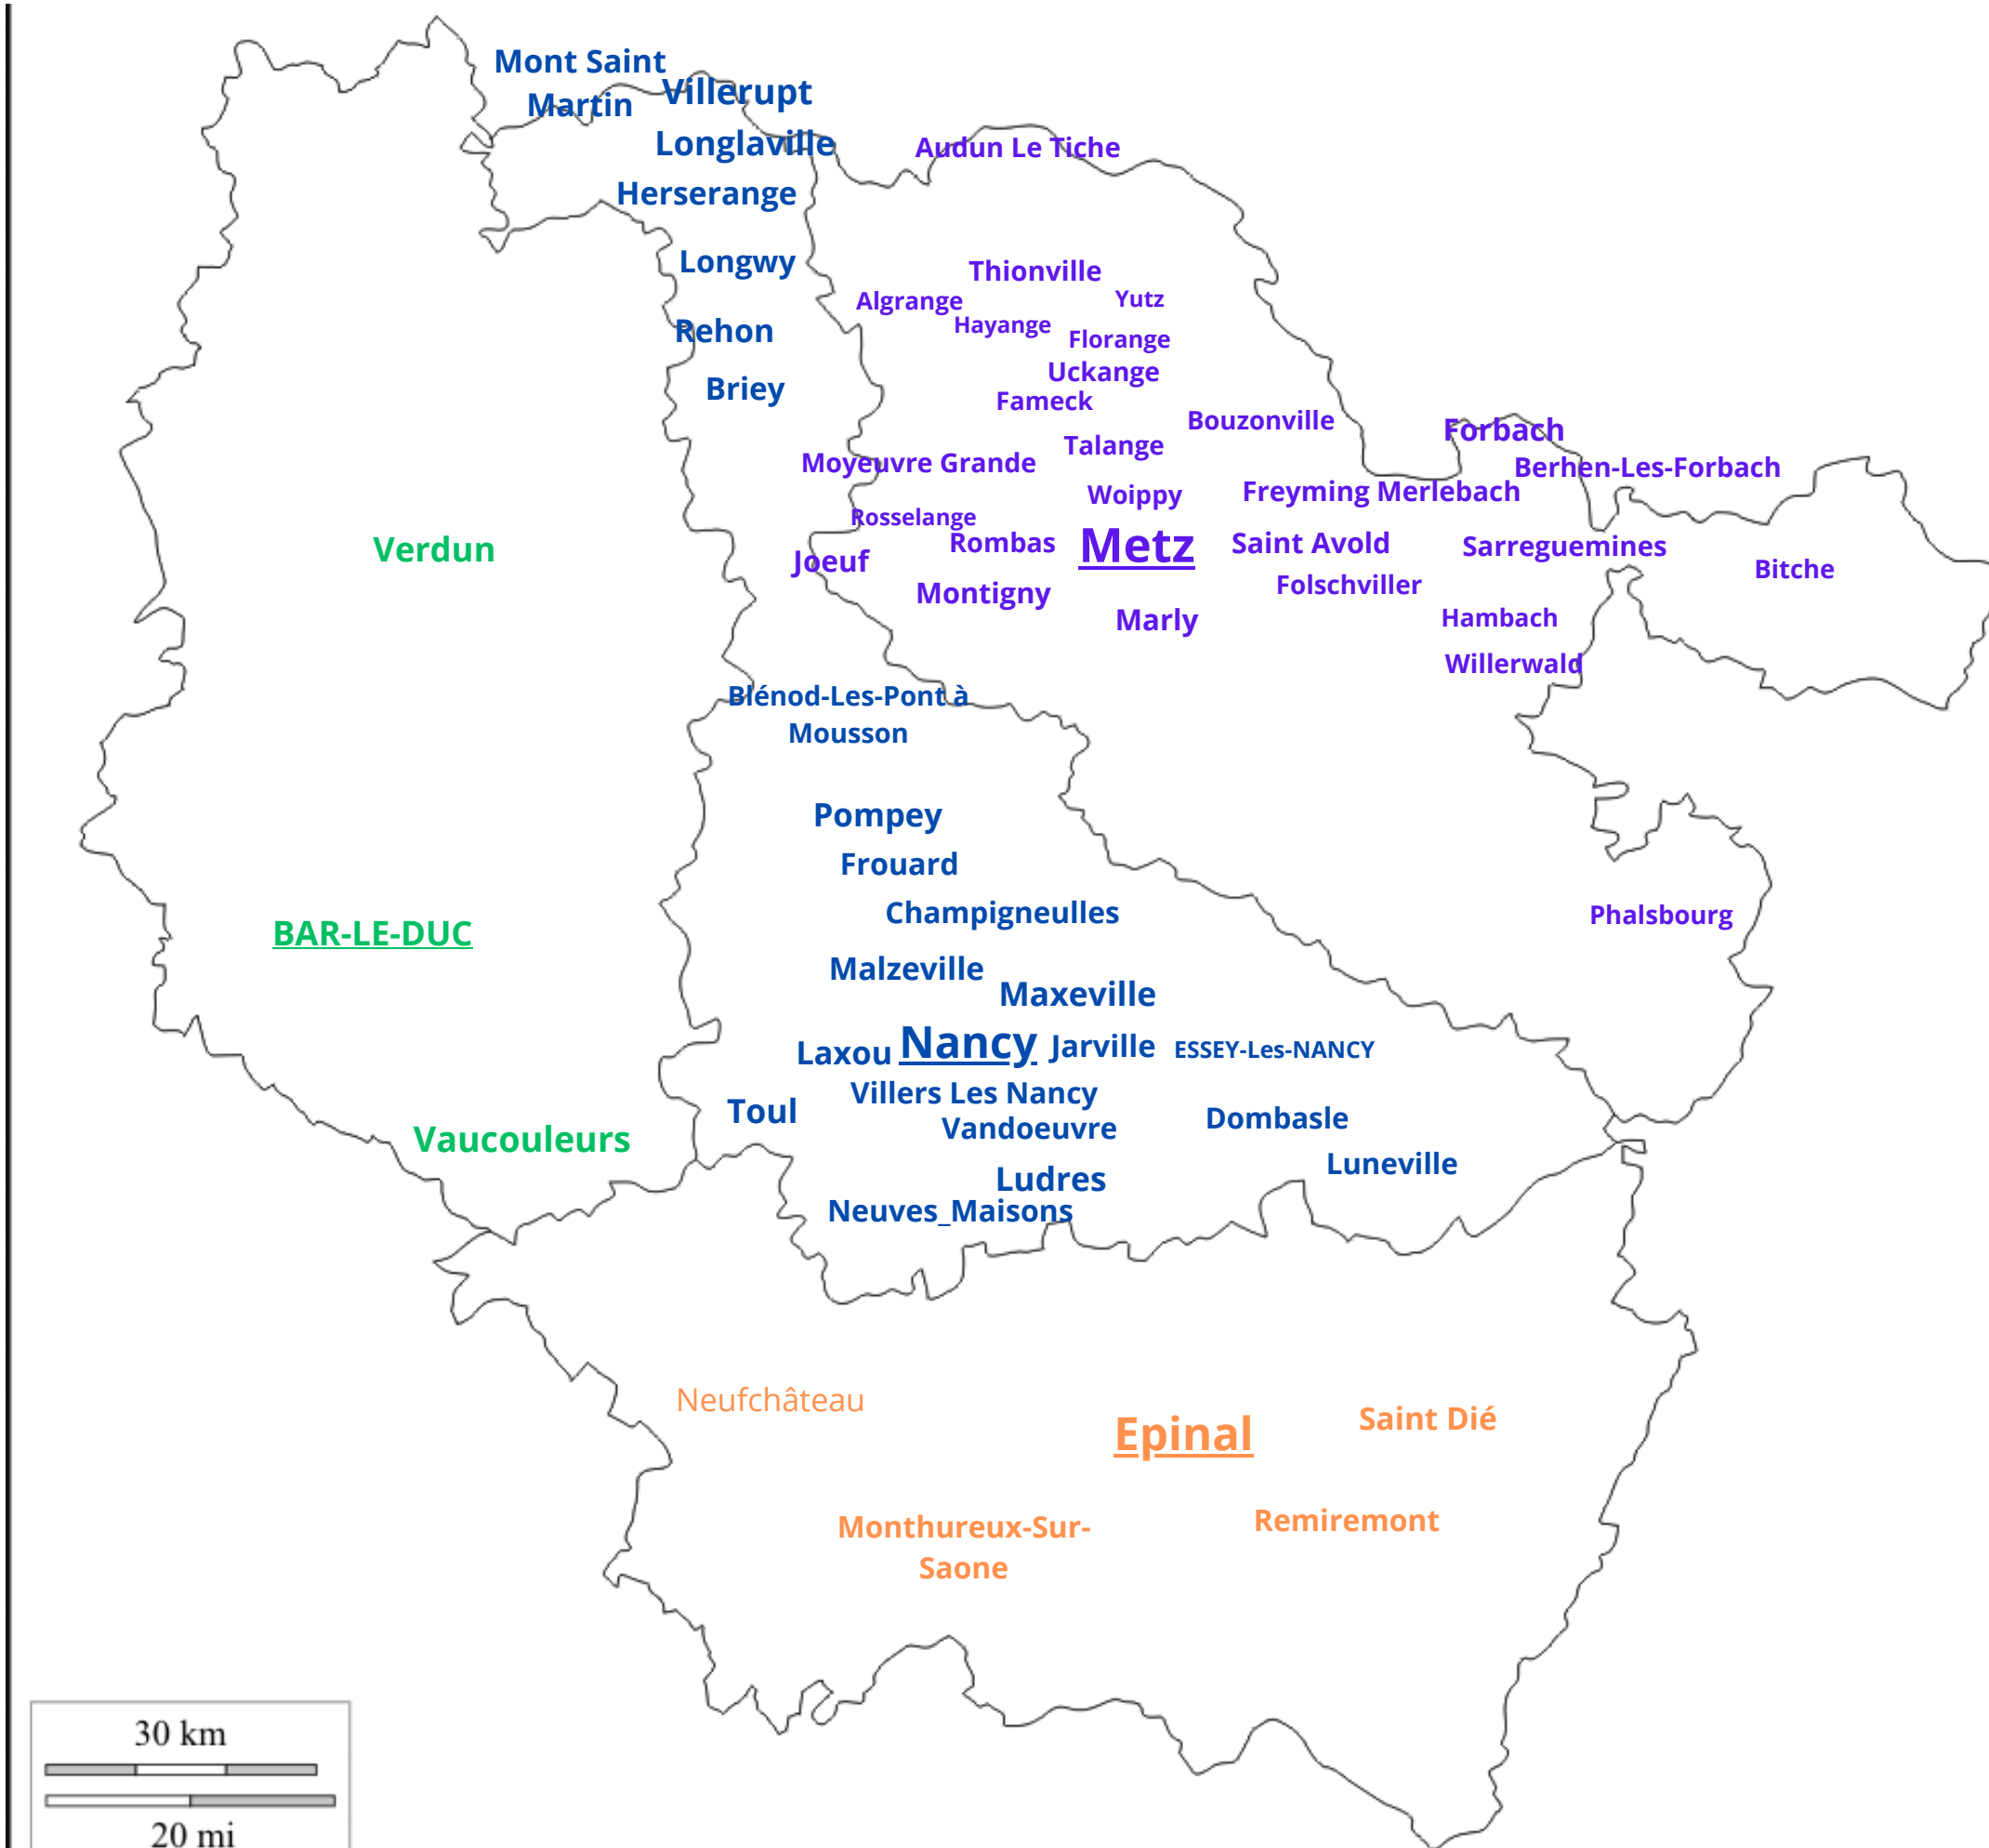 Mont Saint
Martin
Villerupt
Longlaville
Audun Le Tiche
Herserange
Longwy
Thionville
Algrange
Yutz
Hayange
Rehon
Florange
Uckange
Briey
Fameck
Bouzonville
Forbach
Talange
Moyeuvre Grande
Berhen-Les-Forbach
Woippy
Freyming Merlebach
Rosselange
Verdun
Rombas
Metz
Saint Avold
Sarreguemines
Joeuf
Bitche
Folschviller
Montigny
Marly
Hambach
Willerwald
Blénod-Les-Pont à
Mousson
Pompey
Frouard
Champigneulles
Phalsbourg
BAR-LE-DUC
Malzeville
Maxeville
Laxou
Nancy
Jarville
ESSEY-Les-NANCY
Villers Les Nancy
Toul
Vandoeuvre
Dombasle
Vaucouleurs
Luneville
Ludres
Neuves_Maisons
Neufchâteau
Epinal
Saint Dié
Monthureux-Sur-
Saone
Remiremont
30 km
20 mi